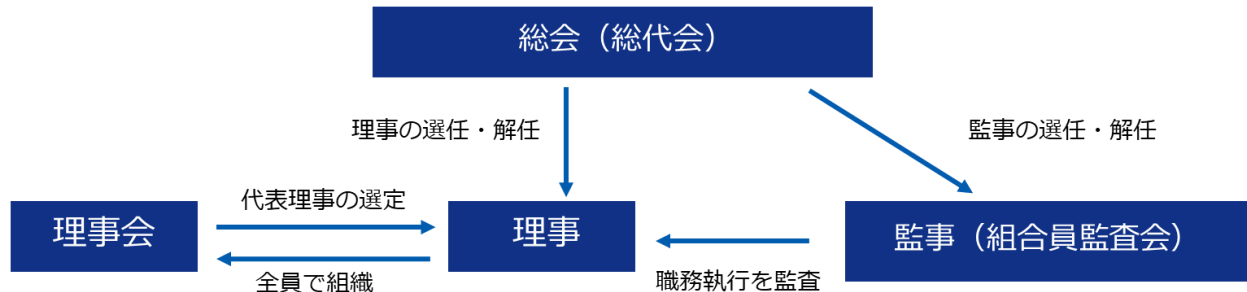 総会（総代会）
理事の選任・解任
監事の選任・解任
代表理事の選定
理事会
理事
監事（組合員監査会）
全員で組織
職務執行を監査